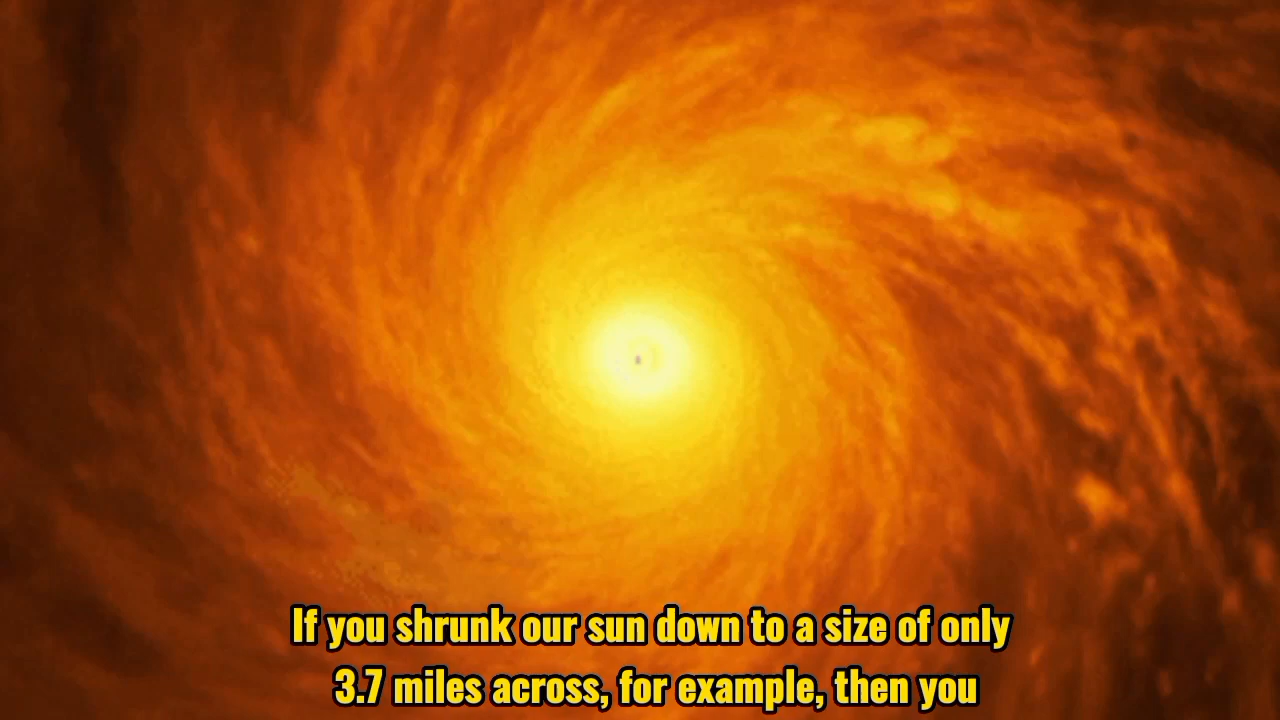 If you shrunk our sun down to a size of only
3.7 miles across, for example, then you